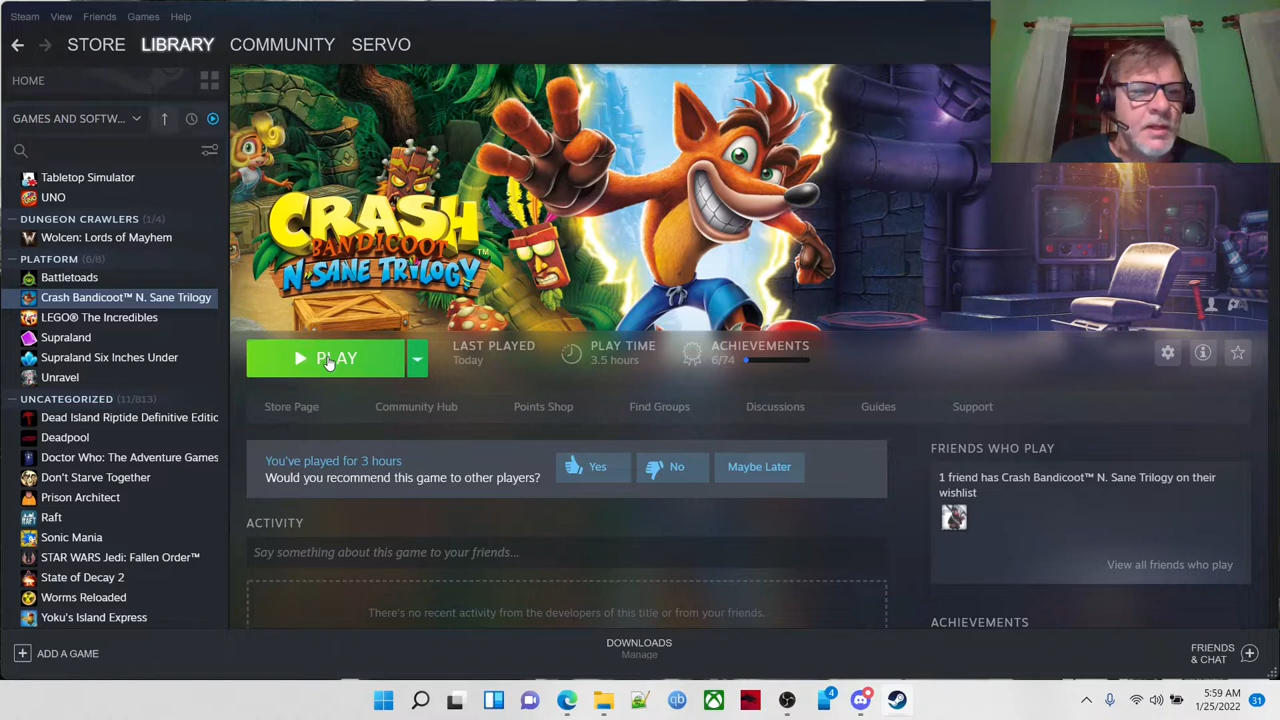 Steam View Friends Games Help
STORE LIBRARY COMMUNITY SERVO
HOME
GAMES AND SOFTW...
Tabletop Simulator
UNO
DUNGEON CRAWLERS (1/4)
Wolcen: Lords of Mayhem
PLATFORM (6/8)
Battletoads
Crash Bandicoot™ N. Sane Trilogy
LEGO® The Incredibles
Supraland
Supraland Six Inches Under
Unravel
UNCATEGORIZED (11/813)
Dead Island Riptide Definitive Editic
Deadpool
Doctor Who: The Adventure Games
Don't Starve Together
Prison Architect
Raft
Sonic Mania
STAR WARS Jedi: Fallen Order™
State of Decay 2
Worms Reloaded
Yoku's Island Express
ADD A GAME
CRASH
BANDICOOT™
N. SANE TRILOGY
PLAY
LAST PLAYED
Today
PLAY TIME
3.5 hours
ACHIEVEMENTS
6/74
Store Page Community Hub Points Shop Find Groups Discussions Guides Support
You've played for 3 hours
Would you recommend this game to other players?
Yes No Maybe Later
ACTIVITY
Say something about this game to your friends...
There's no recent activity from the developers of this title or from your friends.
FRIENDS WHO PLAY
1 friend has Crash Bandicoot™ N. Sane Trilogy on their
wishlist
View all friends who play
ACHIEVEMENTS
DOWNLOADS
Manage
FRIENDS
& CHAT
qb
4
5:59 AM
1/25/2022
31